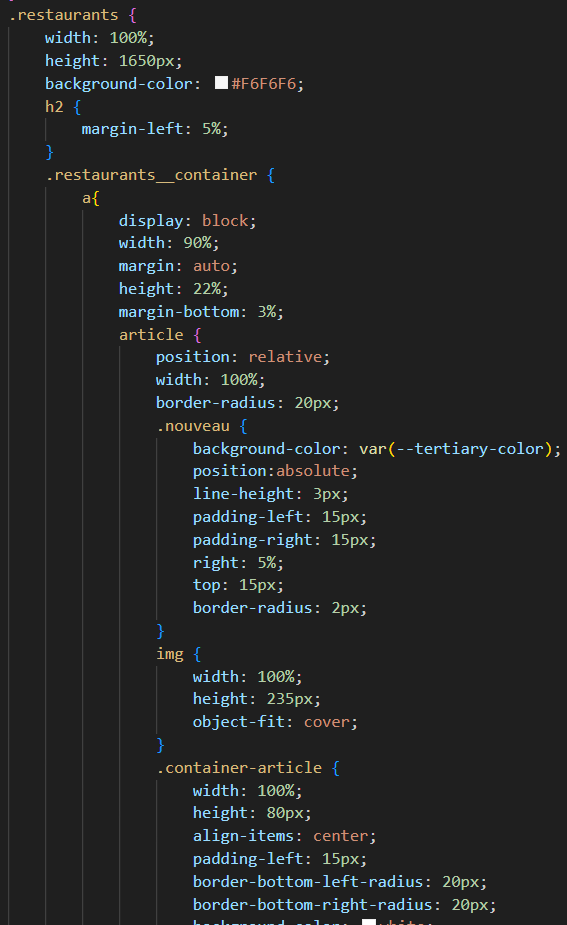 .restaurants {
width: 100%;
height: 1650px;
background-color: #F6F6F6;
h2 {
margin-left: 5%;
}
.restaurants__container {
a{
display: block;
width: 90%;
margin: auto;
height: 22%;
margin-bottom: 3%;
article {
position: relative;
width: 100%;
border-radius: 20px;
.nouveau {
background-color: var(--tertiary-color);
position:absolute;
line-height: 3px;
padding-left: 15px;
padding-right: 15px;
right: 5%;
top: 15px;
border-radius: 2px;
}
img {
width: 100%;
height: 235px;
object-fit: cover;
}
.container-article {
width: 100%;
height: 80px;
align-items: center;
padding-left: 15px;
border-bottom-left-radius: 20px;
border-bottom-right-radius: 20px;
background-color: white;